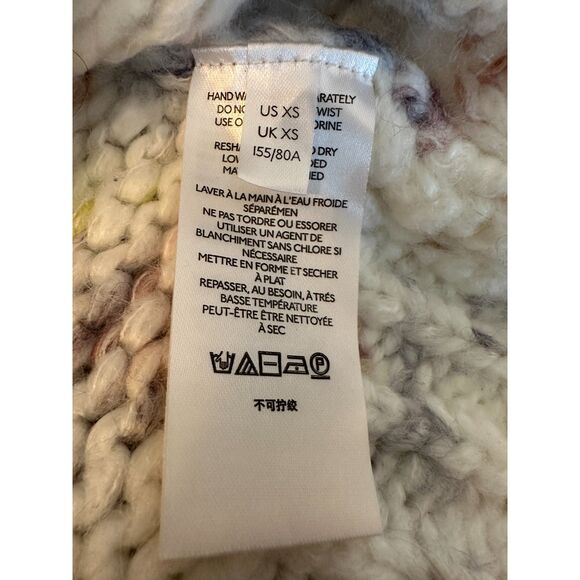 HAND WA
ARATELY
DO NO
WIST
USE O
ORINE
US XS
UK XS
155/80A
RESHA
DRY
LOW
DED
MA
NED
LAVER À LA MAIN À L'EAU FROIDE
SÉPARÉMEN
NE PAS TORDRE OU ESSORER
UTILISER UN AGENT DE
BLANCHIMENT SANS CHLORE SI
NÉCESSAIRE
METTRE EN FORME ET SECHER
À PLAT
REPASSER, AU BESOIN, À TRÉS
BASSE TEMPÉRATURE
PEUT-ÊTRE ÊTRE NETTOYÉE
À SEC
P
不可拧绞